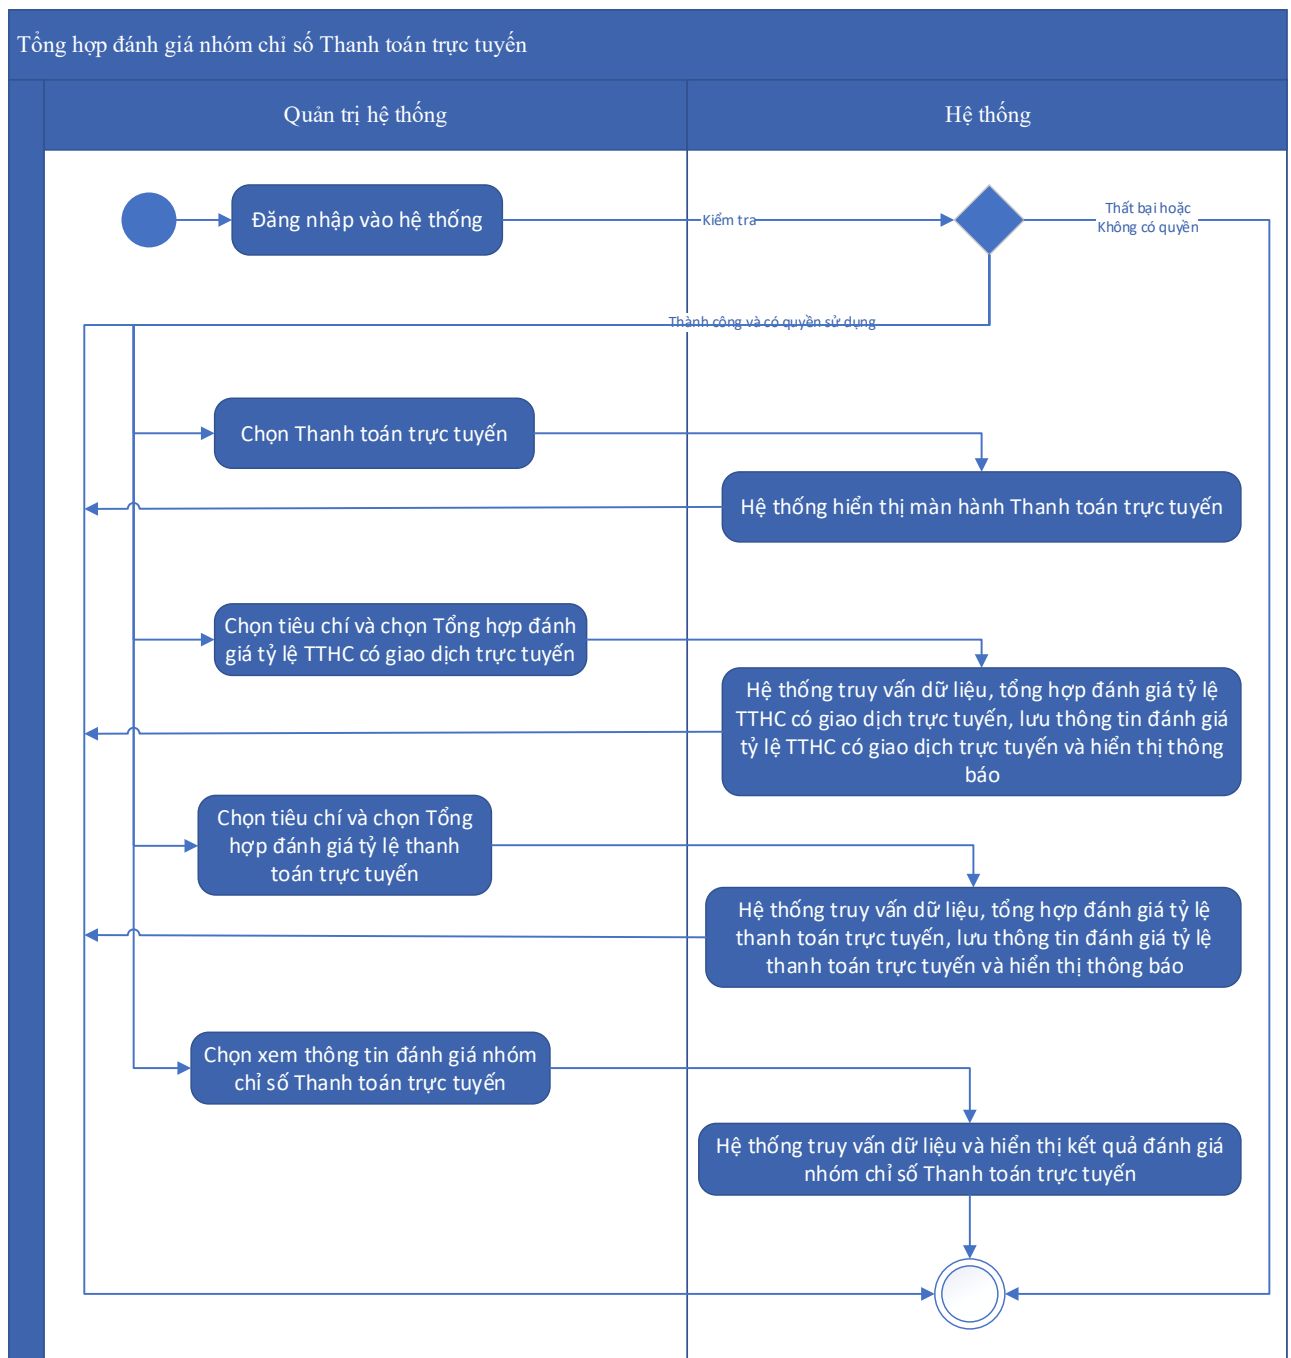 Tổng hợp đánh giá nhóm chỉ số Thanh toán trực tuyến
Quản trị hệ thống
Hệ thống
Đăng nhập vào hệ thống
Kiểm tra
Thất bại hoặc
Không có quyền
Thành công và có quyền sử dụng
Chọn Thanh toán trực tuyến
Hệ thống hiển thị màn hành Thanh toán trực tuyến
Chọn tiêu chí và chọn Tổng hợp đánh
giá tỷ lệ TTHC có giao dịch trực tuyến
Hệ thống truy vấn dữ liệu, tổng hợp đánh giá tỷ lệ
TTHC có giao dịch trực tuyến, lưu thông tin đánh giá
tỷ lệ TTHC có giao dịch trực tuyến và hiển thị thông
báo
Chọn tiêu chí và chọn Tổng
hợp đánh giá tỷ lệ thanh
toán trực tuyến
Hệ thống truy vấn dữ liệu, tổng hợp đánh giá tỷ lệ
thanh toán trực tuyến, lưu thông tin đánh giá tỷ lệ
thanh toán trực tuyến và hiển thị thông báo
Chọn xem thông tin đánh giá nhóm
chỉ số Thanh toán trực tuyến
Hệ thống truy vấn dữ liệu và hiển thị kết quả đánh giá
nhóm chỉ số Thanh toán trực tuyến